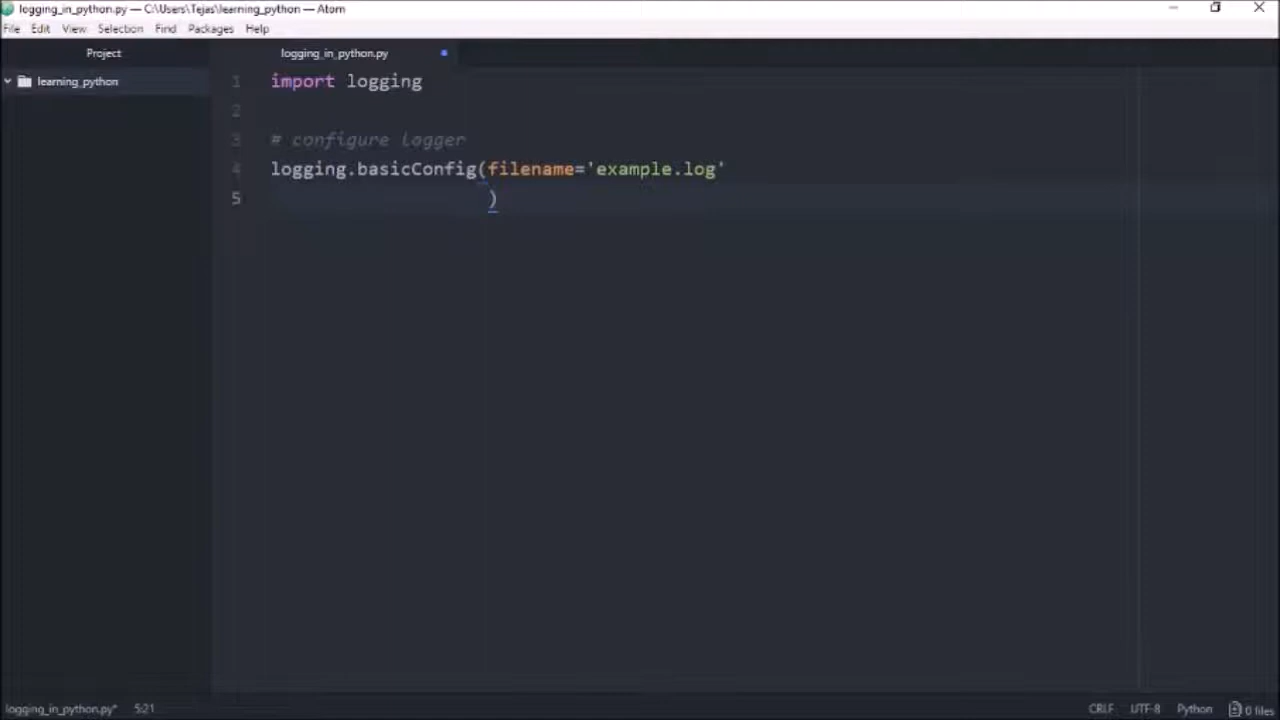 logging_in_python.py — C:\Users\Tejas\learning_python — Atom
File Edit View Selection Find Packages Help
Project
logging_in_python.py
learning_python
1 import logging
2
3 # configure logger
4 logging.basicConfig(filename='example.log'
5 )
logging_in_python.py* 5:21 CRLF UTF-8 Python 0 files